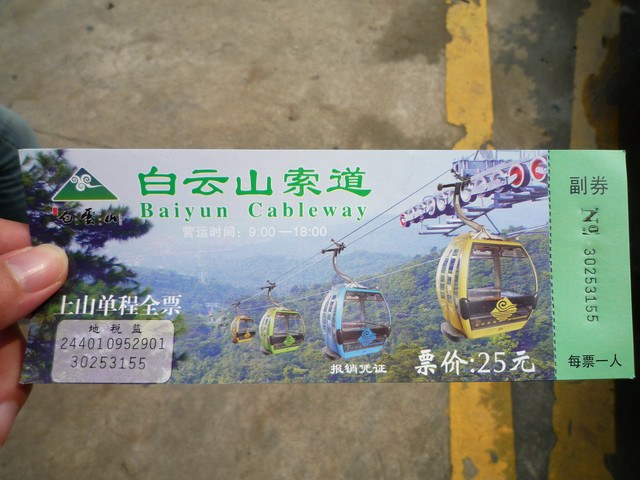 白云山
白云山索道
Baiyun Cableway
营运时间：9:00—18:00
上山单程全票
地税监
244010952901
30253155
报销凭证
票价:25元
副券
№ 30253155
每票一人